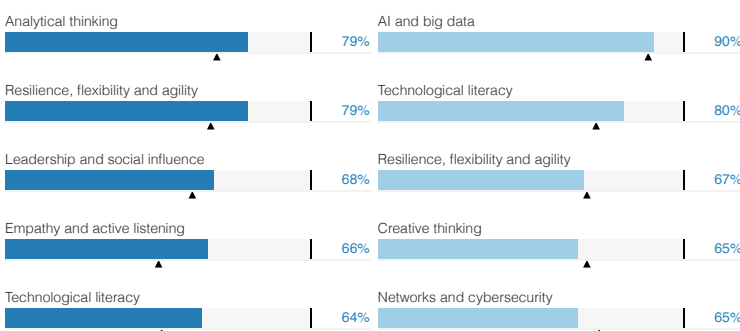 Analytical thinking
79%
Resilience, flexibility and agility
79%
Leadership and social influence
68%
Empathy and active listening
66%
Technological literacy
64%
AI and big data
90%
Technological literacy
80%
Resilience, flexibility and agility
67%
Creative thinking
65%
Networks and cybersecurity
65%